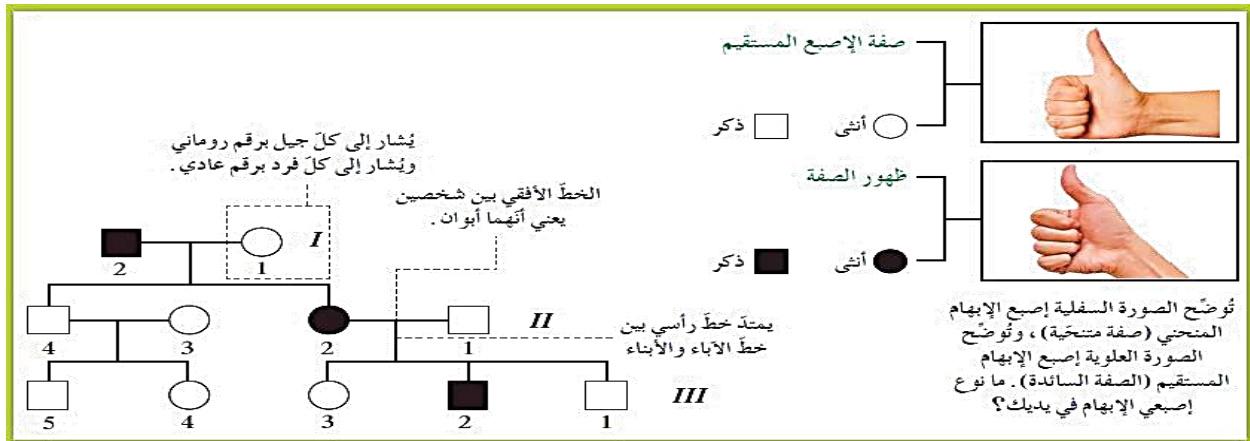 صفة الإصبع المستقيم
أنثى
ذكر
ظهور الصفة
أنثى
ذكر
تُوضّح الصورة السفلية إصبع الإبهام
المنحني (صفة متنحّية)، وتُوضّح
الصورة العلوية إصبع الإبهام
المستقيم (الصفة السائدة). ما نوع
إصبعي الإبهام في يديك؟
يُشار إلى كلّ جيل برقم روماني
ويُشار إلى كلّ فرد برقم عادي.
الخطّ الأفقي بين شخصين
يعني أنّهما أبوان.
I
1
2
يمتدّ خطّ رأسي بين
خطّ الآباء والأبناء
II
1
2
3
4
III
1
2
3
4
5